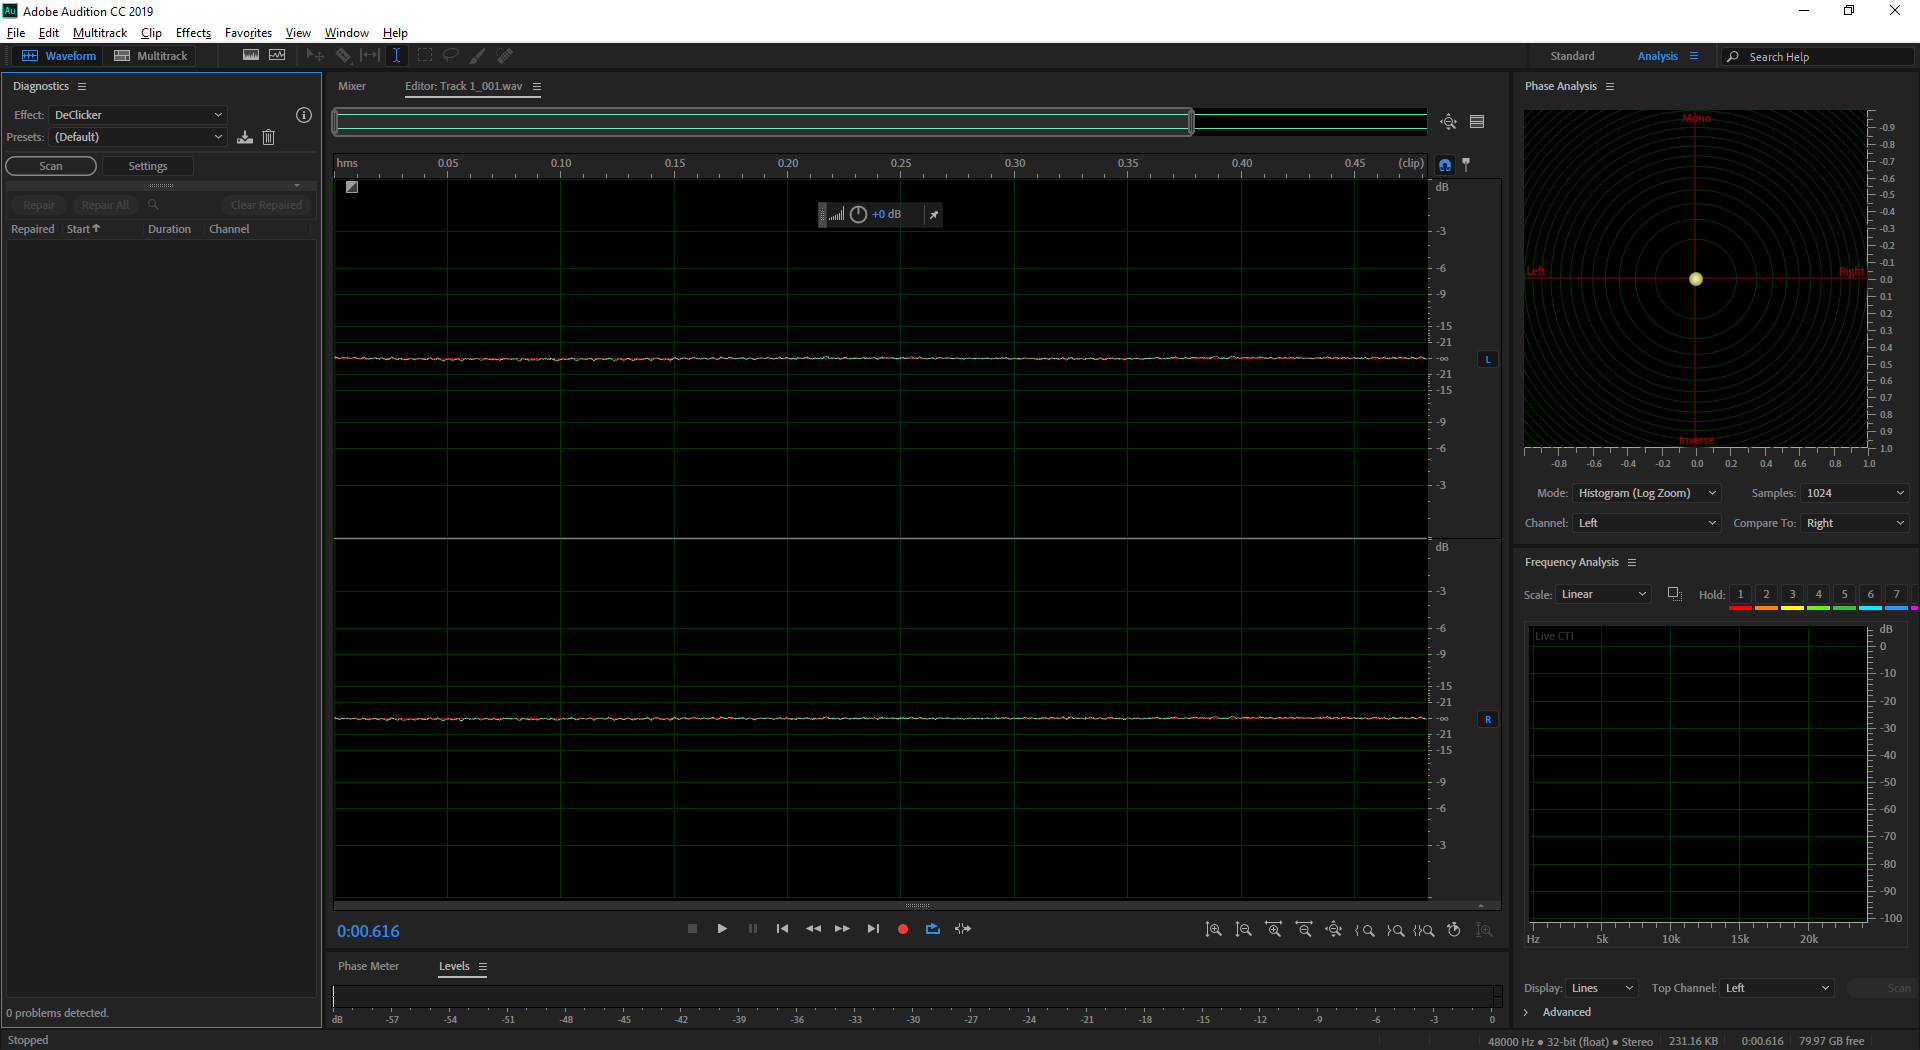 Au Adobe Audition CC 2019
File Edit Multitrack Clip Effects Favorites View Window Help
Waveform Multitrack Standard Analysis Search Help
Diagnostics
Effect: DeClicker
Presets: (Default)
Scan Settings
Repair Repair All Clear Repaired
Repaired Start Duration Channel
0 problems detected.
Stopped
Mixer Editor: Track 1_001.wav
hms 0.05 0.10 0.15 0.20 0.25 0.30 0.35 0.40 0.45 (clip)
+0 dB
dB
-3
-6
-9
-15
-21
-∞
L
-21
-15
-9
-6
-3
dB
-3
-6
-9
-15
-21
-∞
R
-21
-15
-9
-6
-3
0:00.616
Phase Meter Levels
dB -57 -54 -51 -48 -45 -42 -39 -36 -33 -30 -27 -24 -21 -18 -15 -12 -9 -6 -3 0
Phase Analysis
Mono
Left Right
Inverse
-0.9
-0.8
-0.7
-0.6
-0.5
-0.4
-0.3
-0.2
-0.1
0.0
0.1
0.2
0.3
0.4
0.5
0.6
0.7
0.8
0.9
1.0
-0.8 -0.6 -0.4 -0.2 0.0 0.2 0.4 0.6 0.8 1.0
Mode: Histogram (Log Zoom) Samples: 1024
Channel: Left Compare To: Right
Frequency Analysis
Scale: Linear Hold: 1 2 3 4 5 6 7
Live CTI
dB
0
-10
-20
-30
-40
-50
-60
-70
-80
-90
-100
Hz 5k 10k 15k 20k
Display: Lines Top Channel: Left Scan
Advanced
48000 Hz ● 32-bit (float) ● Stereo 231.16 KB 0:00.616 79.97 GB free